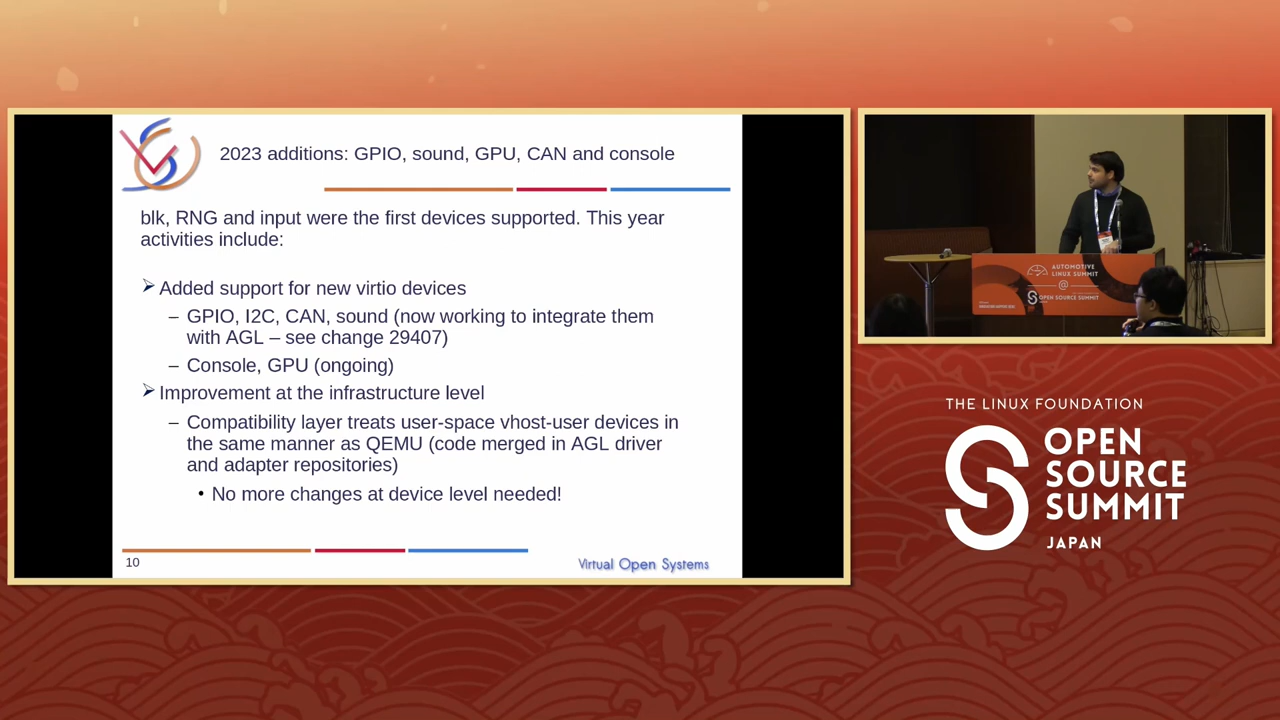 2023 additions: GPIO, sound, GPU, CAN and console
blk, RNG and input were the first devices supported. This year
activities include:
Added support for new virtio devices
– GPIO, I2C, CAN, sound (now working to integrate them
with AGL – see change 29407)
– Console, GPU (ongoing)
Improvement at the infrastructure level
– Compatibility layer treats user-space vhost-user devices in
the same manner as QEMU (code merged in AGL driver
and adapter repositories)
• No more changes at device level needed!
10
Virtual Open Systems
AUTOMOTIVE
LINUX SUMMIT
@
OPEN SOURCE SUMMIT
THE LINUX FOUNDATION
OPEN
SOURCE
SUMMIT
JAPAN